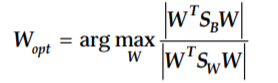 W_opt = arg max_W |W^T S_B W| / |W^T S_W W|